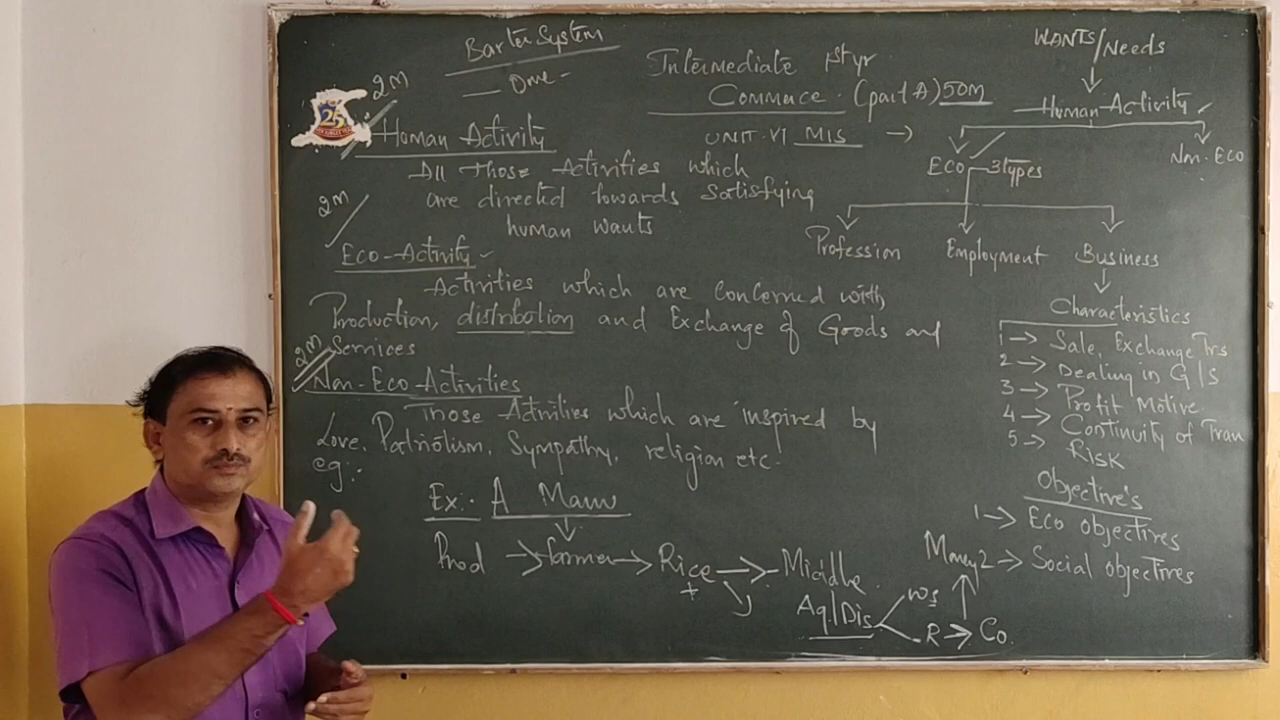 Barter System
2M
25
Intermediate 1st yr
Commerce (part A) 50M
UNIT-VI MIS →
Human Activity
All Those Activities which
are directed towards Satisfying
human wants
2M
Eco-Activity
Activities which are Concerned with
Production, distribution and Exchange of Goods and
Services
2M
Non-Eco-Activities
Those Activities which are inspired by
Love, Patriotism, Sympathy, religion etc.
eg:-
Ex:- A
Prod → farmer → Rice → Middle
Ag./Dis
WS
R → Co.
Money
WANTS/Needs
Human Activity
Eco 3 types
Non-Eco
Profession Employment Business
Characteristics
1 → Sale, Exchange Trs
2 → Dealing in G/S
3 → Profit Motive
4 → Continuity of Tran
5 → Risk
Objective's
1 → Eco objectives
2 → Social objectives